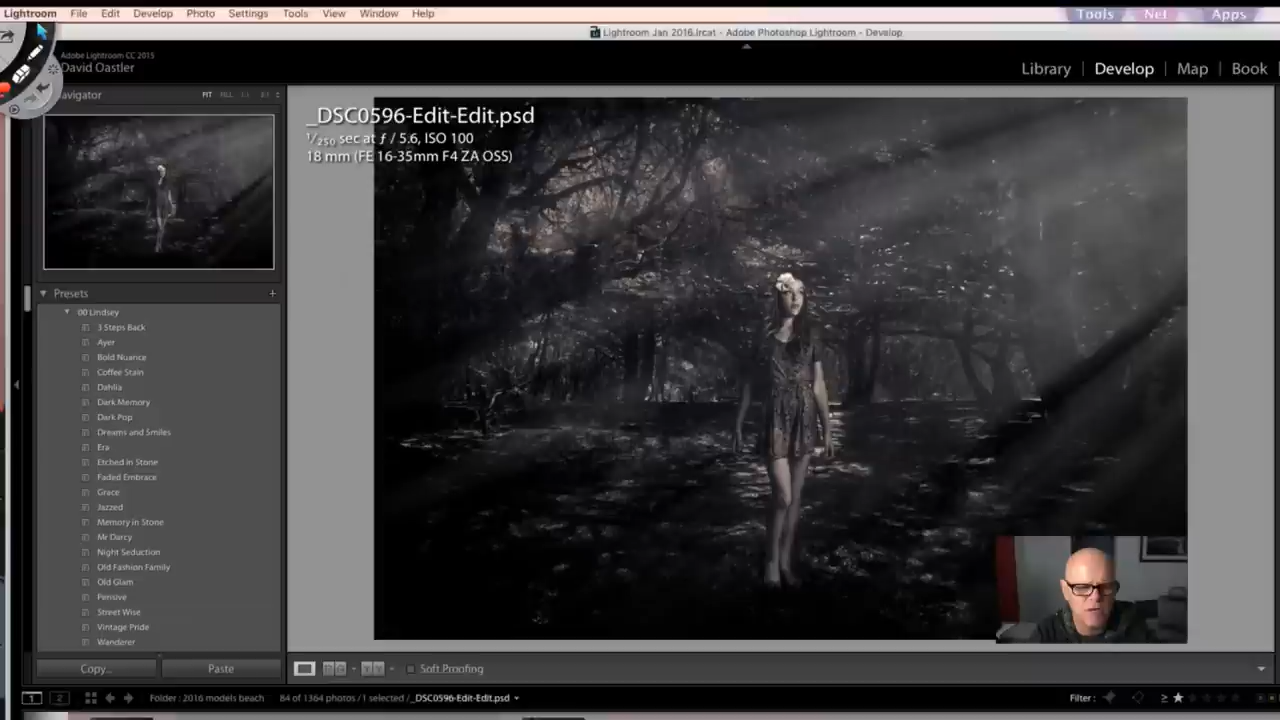 Lightroom File Edit Develop Photo Settings Tools View Window Help
Tools Net Apps
Lightroom Jan 2016.lrcat - Adobe Photoshop Lightroom - Develop
Adobe Lightroom CC 2015
David Oastler
Library | Develop | Map | Book
avigator FIT FILL 1:1
_DSC0596-Edit-Edit.psd
1/250 sec at ƒ / 5.6, ISO 100
18 mm (FE 16-35mm F4 ZA OSS)
Presets +
00 Lindsey
3 Steps Back
Ayer
Bold Nuance
Coffee Stain
Dahlia
Dark Memory
Dark Pop
Dreams and Smiles
Era
Etched In Stone
Faded Embrace
Grace
Jazzed
Memory in Stone
Mr Darcy
Night Seduction
Old Fashion Family
Old Glam
Pensive
Street Wise
Vintage Pride
Wanderer
Copy... Paste
Soft Proofing
1 2 Folder : 2016 models beach 84 of 1364 photos / 1 selected / _DSC0596-Edit-Edit.psd Filter : ≥